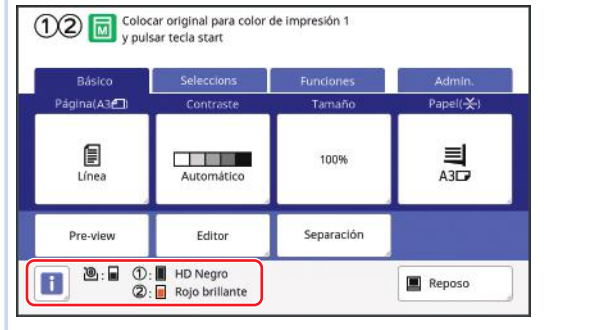 ①② M Colocar original para color de impresión 1
y pulsar tecla start
Básico Seleccions Funciones Admin.
Página(A3) Contraste Tamaño Papel()
Línea Automático 100% A3
Pre-view Editor Separación
i : ①: HD Negro
②: Rojo brillante
Reposo